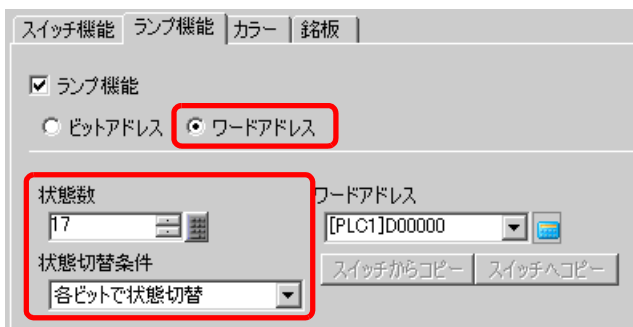 スイッチ機能 ランプ機能 カラー 銘板
ランプ機能
ビットアドレス ワードアドレス
状態数 ワードアドレス
17 [PLC1]D00000
状態切替条件 スイッチからコピー スイッチへコピー
各ビットで状態切替